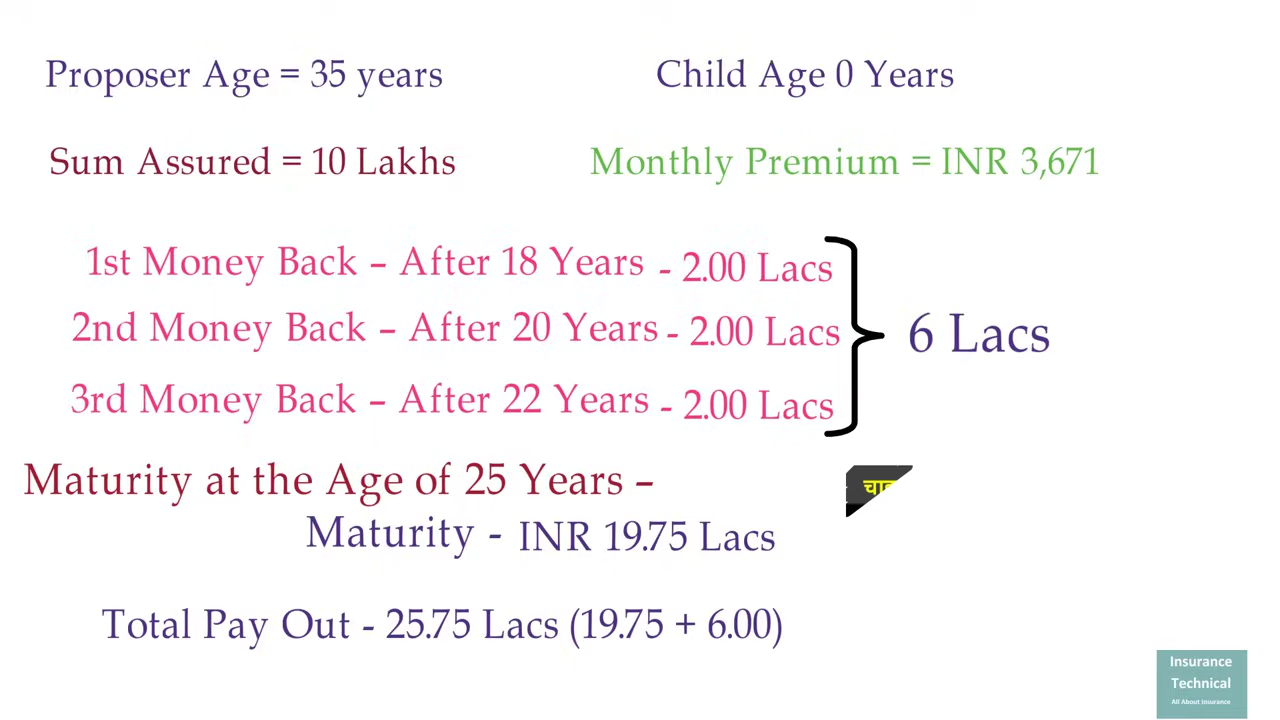 Proposer Age = 35 years
Child Age 0 Years
Sum Assured = 10 Lakhs
Monthly Premium = INR 3,671
1st Money Back – After 18 Years - 2.00 Lacs
2nd Money Back – After 20 Years - 2.00 Lacs
3rd Money Back – After 22 Years - 2.00 Lacs
6 Lacs
Maturity at the Age of 25 Years –
Maturity - INR 19.75 Lacs
Total Pay Out - 25.75 Lacs (19.75 + 6.00)
Insurance
Technical
All About Insurance